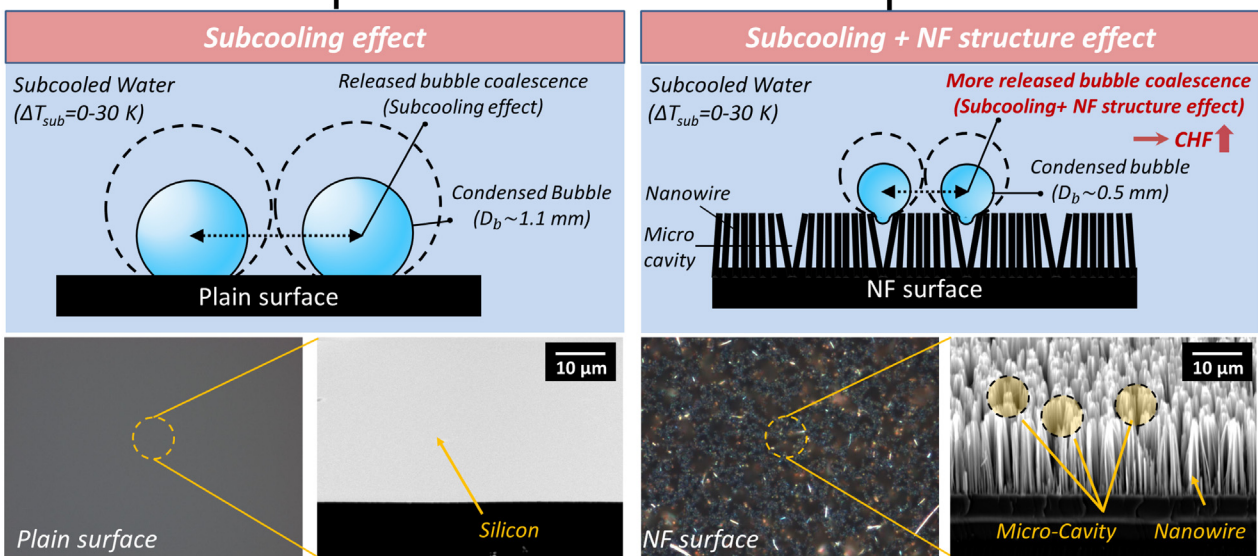 Subcooling effect
Subcooled Water
(ΔTsub=0-30 K)
Released bubble coalescence
(Subcooling effect)
Condensed Bubble
(Db~1.1 mm)
Plain surface
Subcooling + NF structure effect
Subcooled Water
(ΔTsub=0-30 K)
More released bubble coalescence
(Subcooling+ NF structure effect)
CHF
Condensed bubble
(Db~0.5 mm)
Nanowire
Micro
cavity
NF surface
Plain surface
10 μm
Silicon
NF surface
10 μm
Micro-Cavity
Nanowire